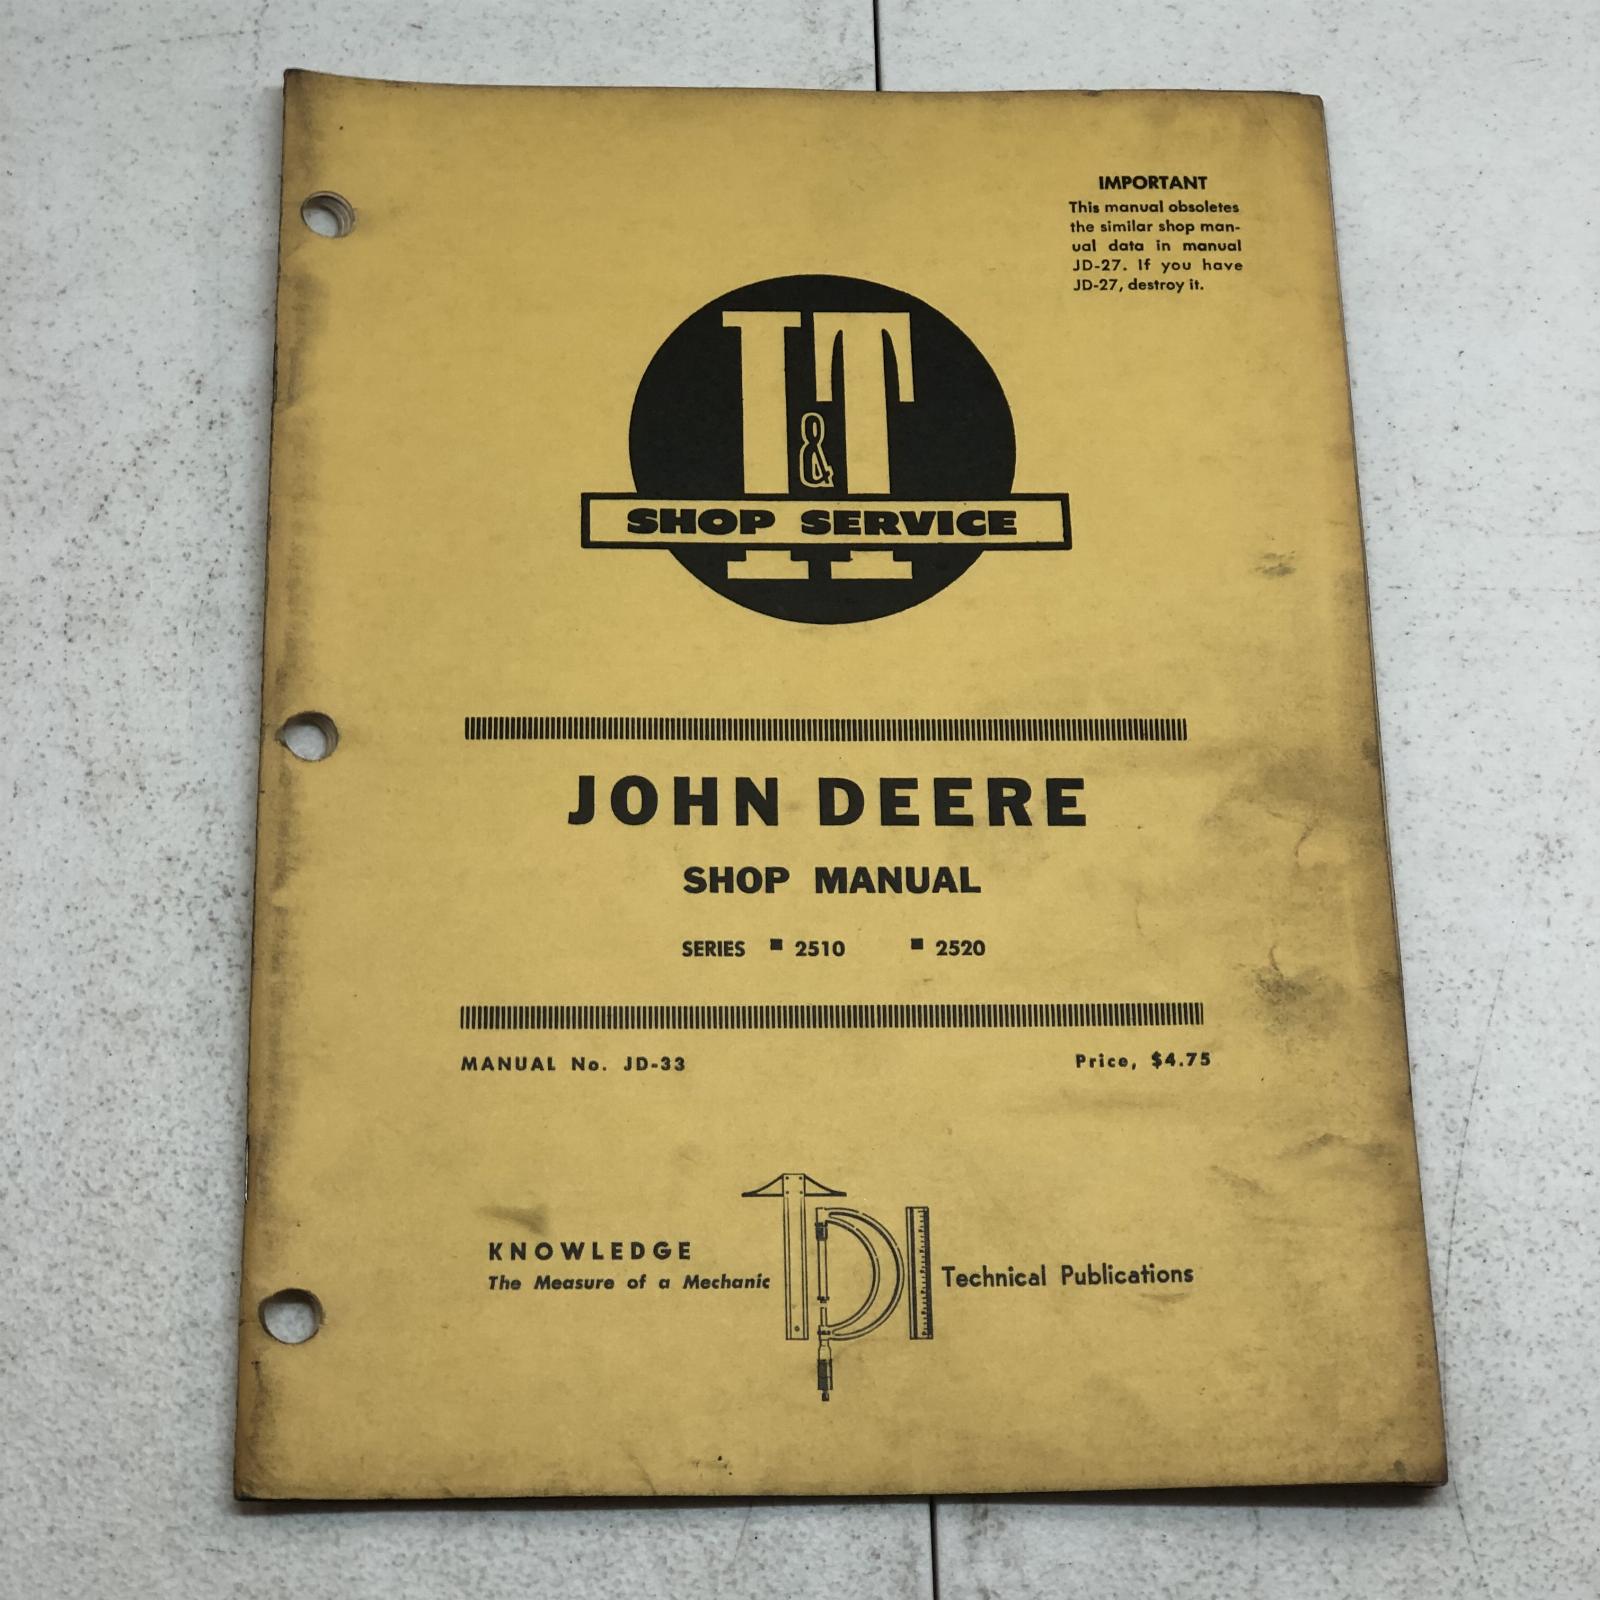 IMPORTANT
This manual obsoletes
the similar shop man-
ual data in manual
JD-27. If you have
JD-27, destroy it.
I&T
SHOP SERVICE
JOHN DEERE
SHOP MANUAL
SERIES ■ 2510 ■ 2520
MANUAL No. JD-33 Price, $4.75
KNOWLEDGE
The Measure of a Mechanic
TPI
Technical Publications